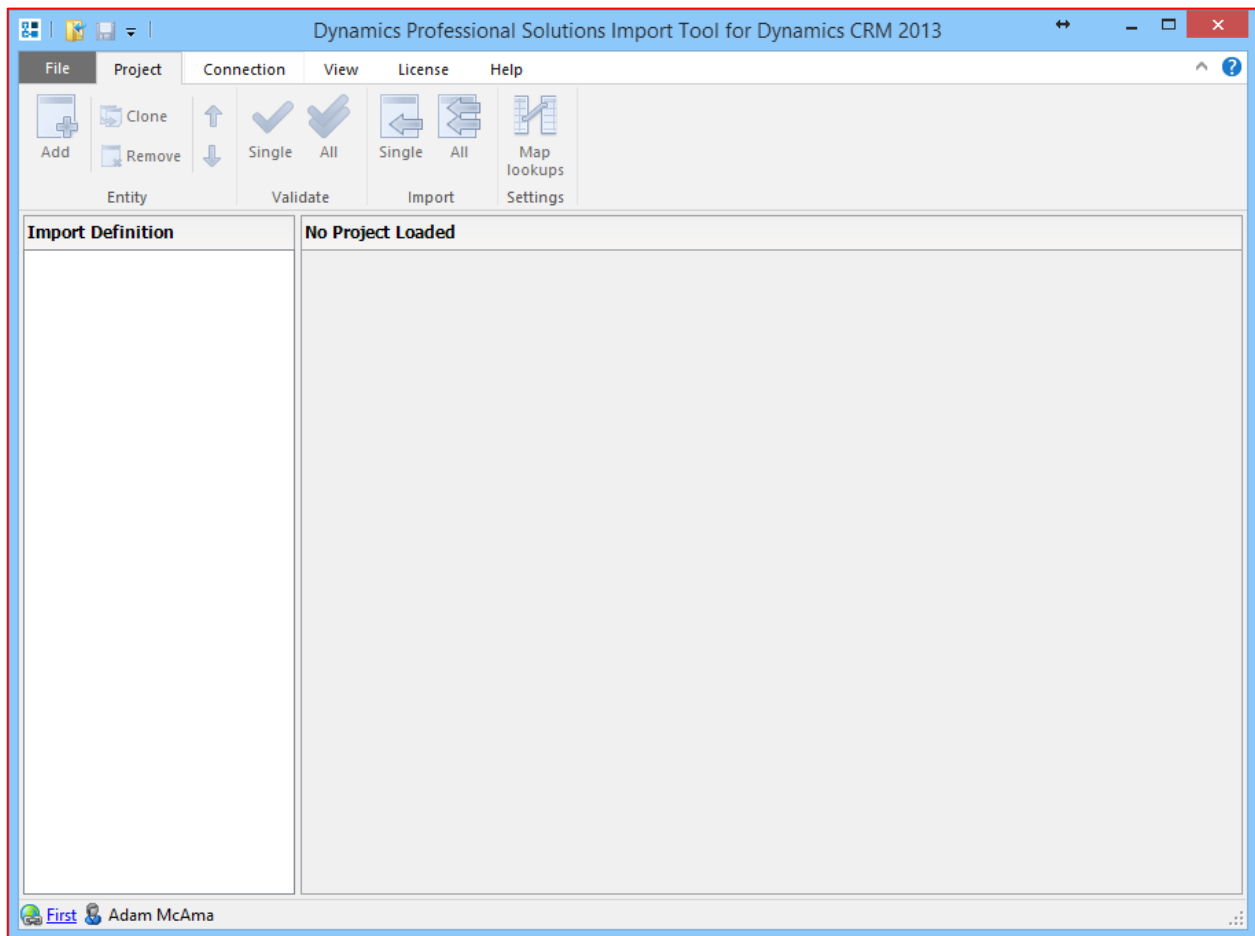 Dynamics Professional Solutions Import Tool for Dynamics CRM 2013
File Project Connection View License Help
Add Clone Remove Single All Single All Map lookups
Entity Validate Import Settings
Import Definition No Project Loaded
First Adam McAma